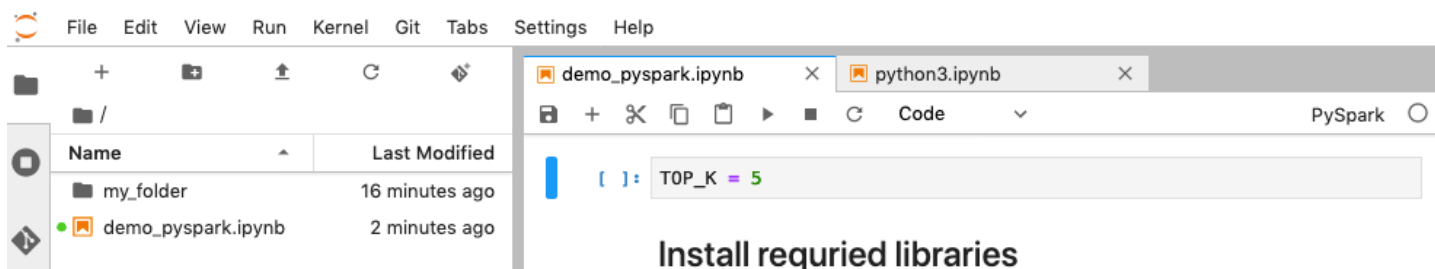 File Edit View Run Kernel Git Tabs Settings Help
demo_pyspark.ipynb python3.ipynb
/
Code PySpark
Name Last Modified
my_folder 16 minutes ago
demo_pyspark.ipynb 2 minutes ago
[ ]: TOP_K = 5
Install requried libraries